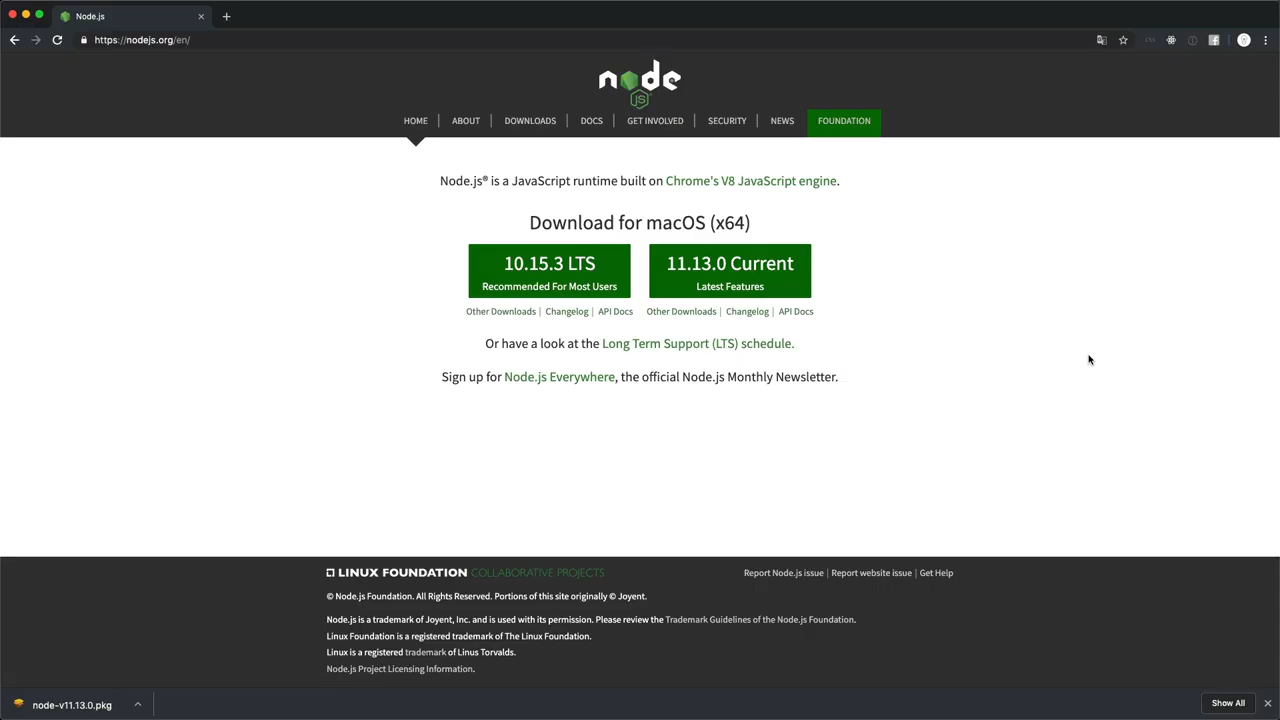 Node.js
https://nodejs.org/en/
node
JS
HOME | ABOUT | DOWNLOADS | DOCS | GET INVOLVED | SECURITY | NEWS FOUNDATION
Node.js® is a JavaScript runtime built on Chrome's V8 JavaScript engine.
Download for macOS (x64)
10.15.3 LTS
Recommended For Most Users
11.13.0 Current
Latest Features
Other Downloads | Changelog | API Docs
Other Downloads | Changelog | API Docs
Or have a look at the Long Term Support (LTS) schedule.
Sign up for Node.js Everywhere, the official Node.js Monthly Newsletter.
LINUX FOUNDATION COLLABORATIVE PROJECTS
Report Node.js issue | Report website issue | Get Help
© Node.js Foundation. All Rights Reserved. Portions of this site originally © Joyent.
Node.js is a trademark of Joyent, Inc. and is used with its permission. Please review the Trademark Guidelines of the Node.js Foundation.
Linux Foundation is a registered trademark of The Linux Foundation.
Linux is a registered trademark of Linus Torvalds.
Node.js Project Licensing Information.
node-v11.13.0.pkg
Show All